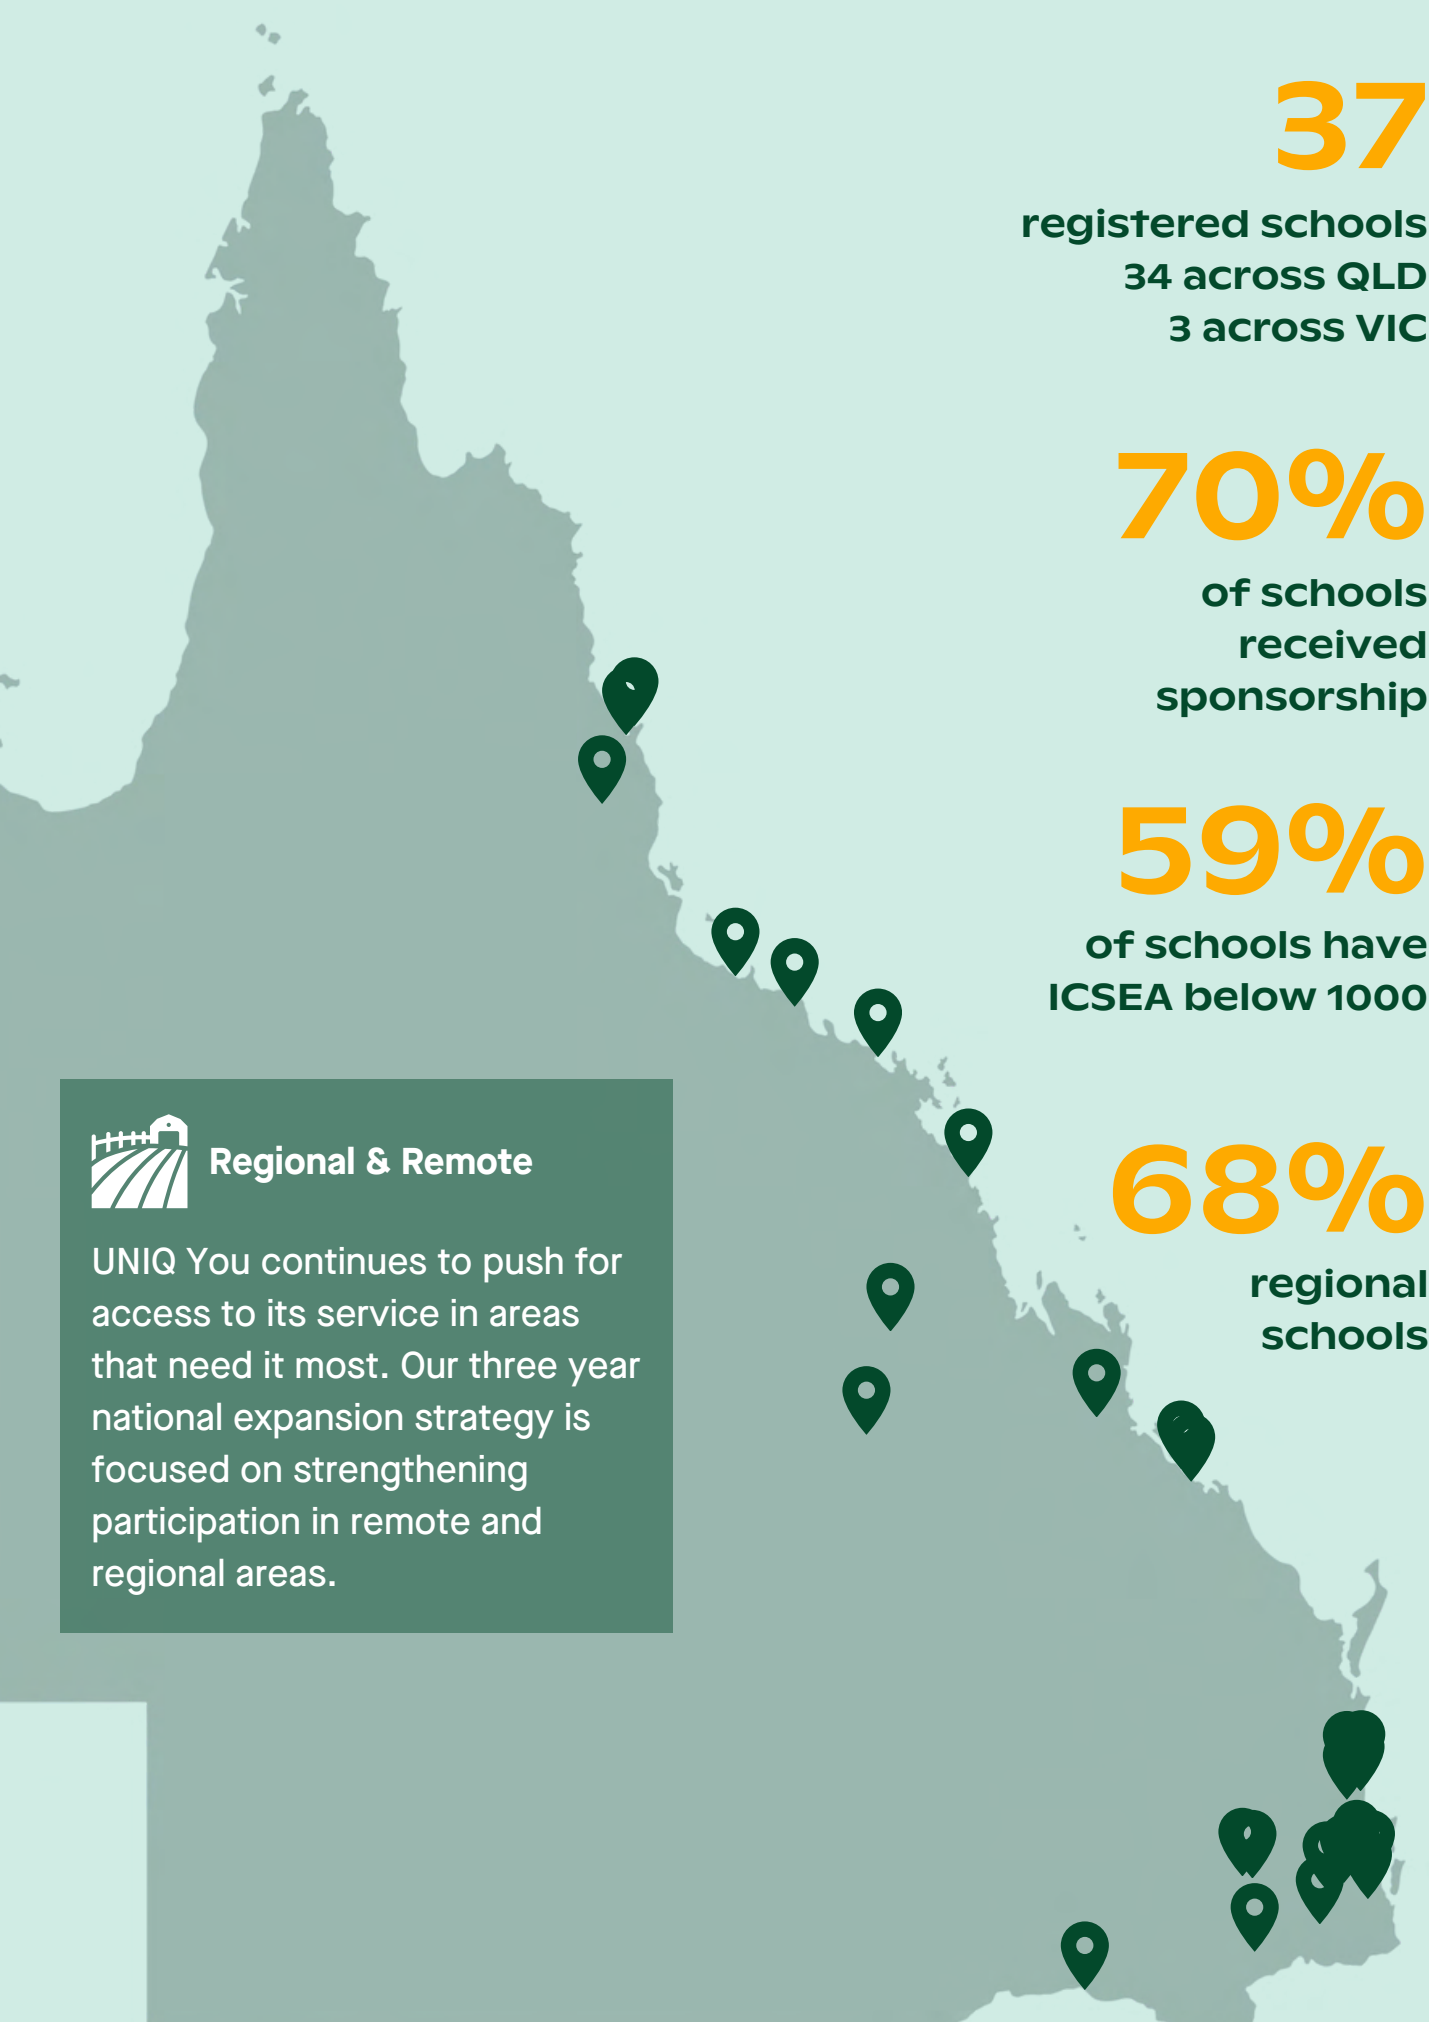 37
registered schools
34 across QLD
3 across VIC
70%
of schools
received
sponsorship
59%
of schools have
ICSEA below 1000
68%
regional
schools
Regional & Remote
UNIQ You continues to push for
access to its service in areas
that need it most. Our three year
national expansion strategy is
focused on strengthening
participation in remote and
regional areas.